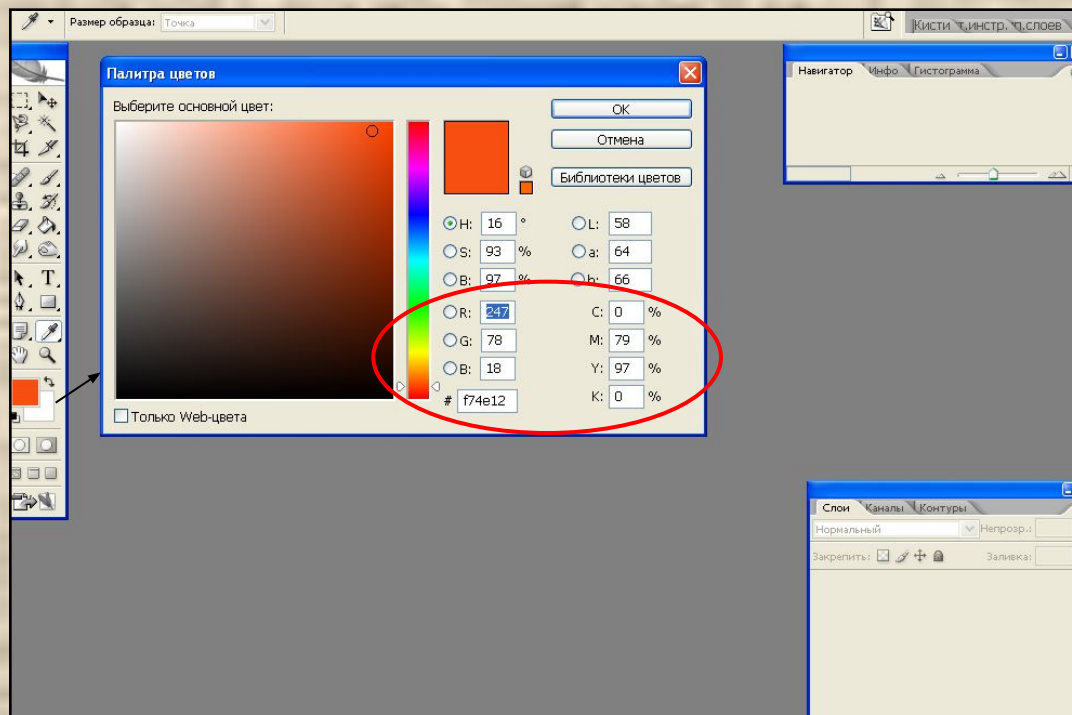 Размер образца: Точка
Кисти т.инстр. п.слоев
Палитра цветов
Выберите основной цвет:
OK
Отмена
Библиотеки цветов
H: 16 °
S: 93 %
B: 97 %
R: 247
G: 78
B: 18
# f74e12
L: 58
a: 64
b: 66
C: 0 %
M: 79 %
Y: 97 %
K: 0 %
Только Web-цвета
Навигатор Инфо Гистограмма
T
Слои Каналы Контуры
Нормальный Непрозр.:
Закрепить: Заливка: